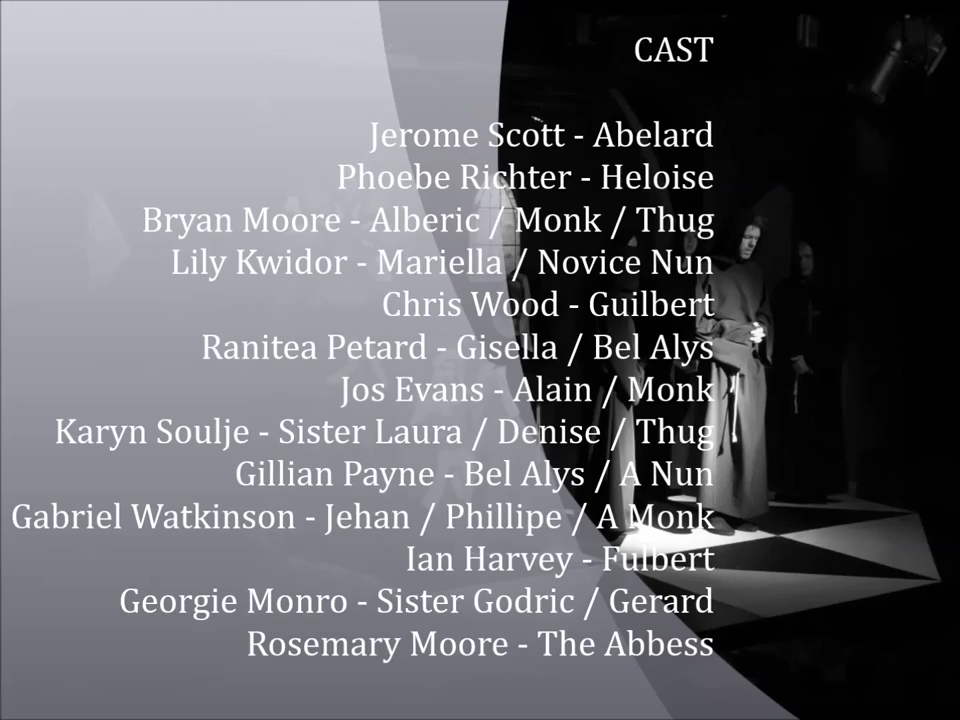 CAST
Jerome Scott - Abelard
Phoebe Richter - Heloise
Bryan Moore - Alberic / Monk / Thug
Lily Kwidor - Mariella / Novice Nun
Chris Wood - Guilbert
Ranitea Petard - Gisella / Bel Alys
Jos Evans - Alain / Monk
Karyn Soulje - Sister Laura / Denise / Thug
Gillian Payne - Bel Alys / A Nun
Gabriel Watkinson - Jehan / Phillipe / A Monk
Ian Harvey - Fulbert
Georgie Monro - Sister Godric / Gerard
Rosemary Moore - The Abbess